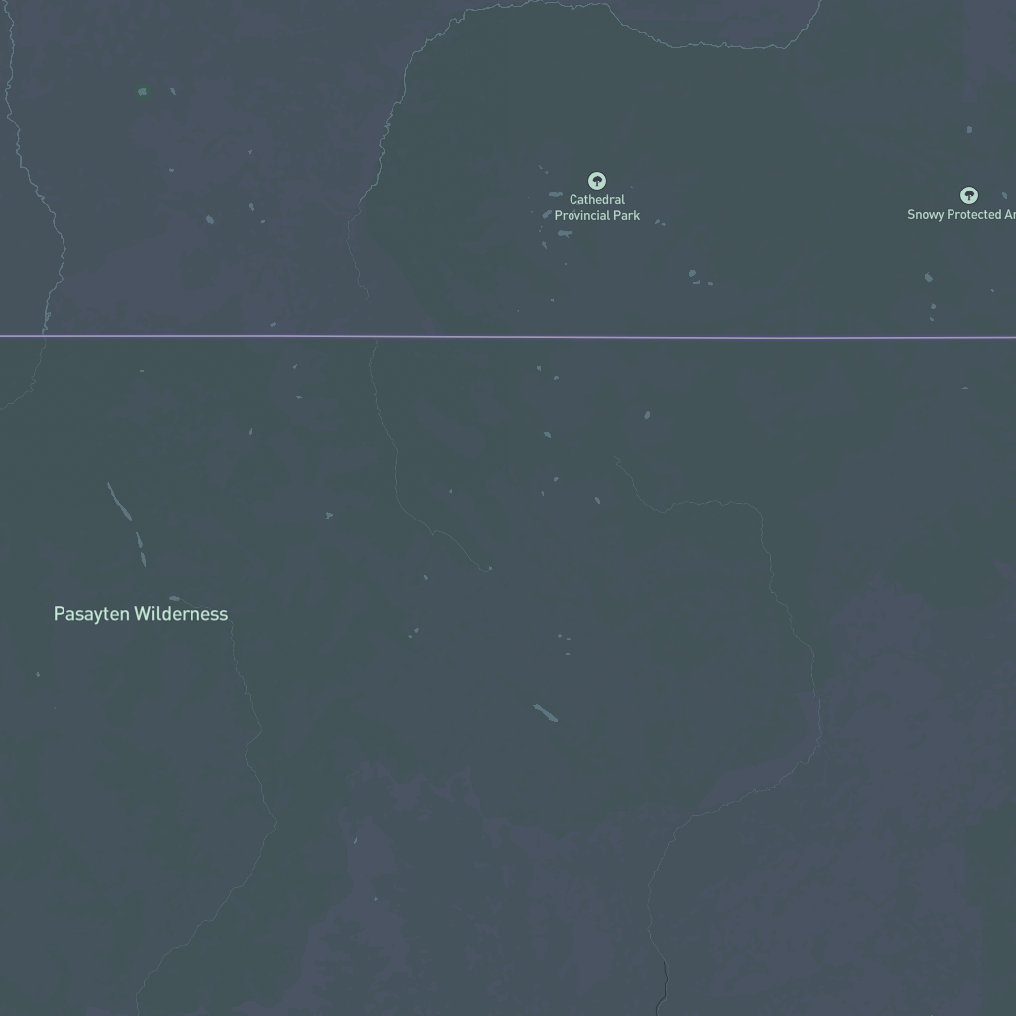 Cathedral
Provincial Park
Snowy Protected Ar
Pasayten Wilderness